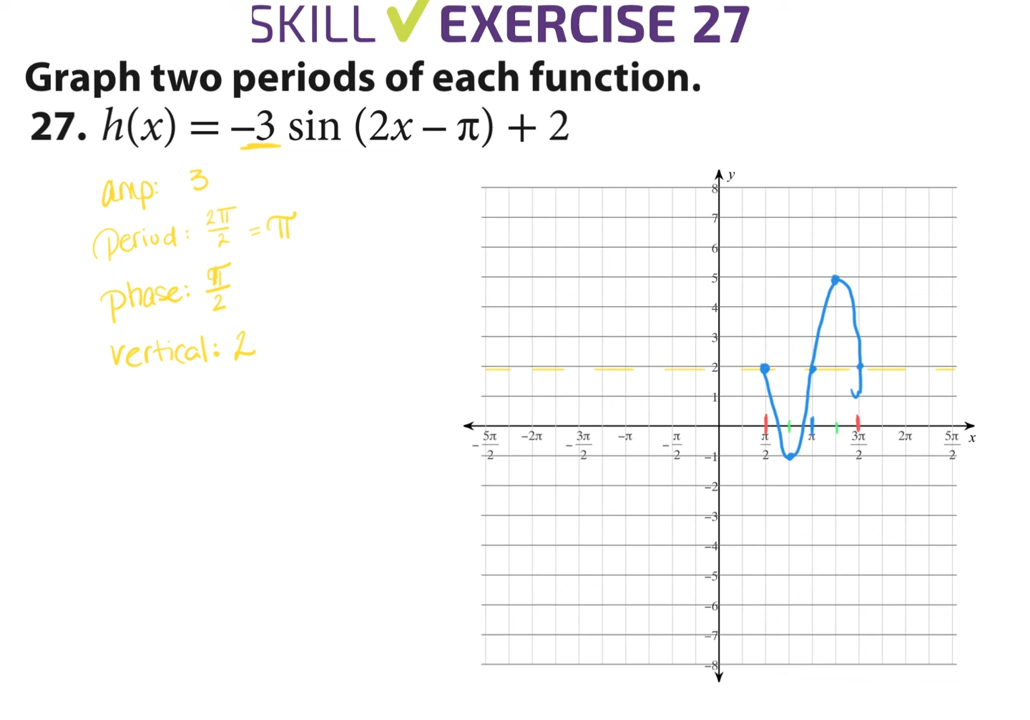 SKILL ✓ EXERCISE 27
Graph two periods of each function.
27. h(x) = –3 sin (2x – π) + 2
amp: 3
period: 2π/2 = π
phase: π/2
vertical: 2
y
8
7
6
5
4
3
2
1
–5π/2 –2π –3π/2 –π –π/2 π/2 π 3π/2 2π 5π/2 x
–1
–2
–3
–4
–5
–6
–7
–8